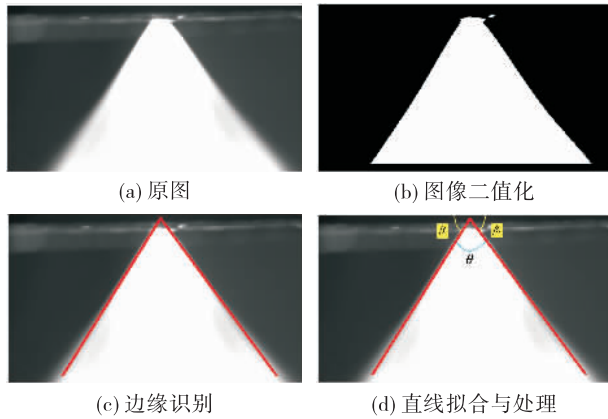 (a) 原图
(b) 图像二值化
θ
(c) 边缘识别
(d) 直线拟合与处理